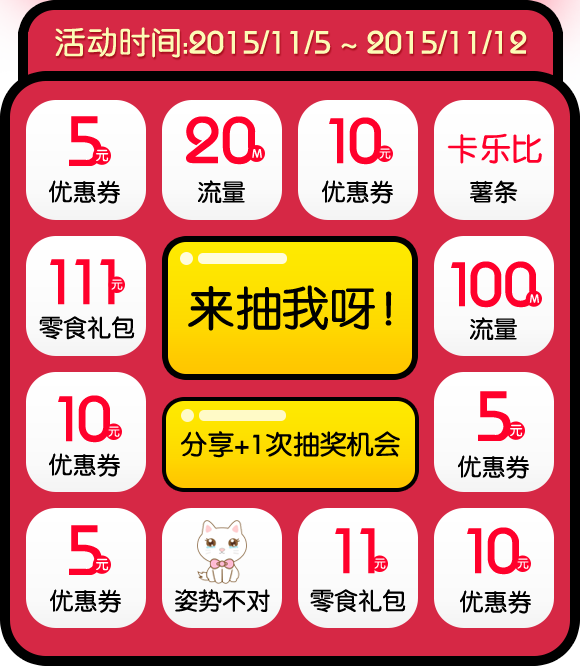 活动时间:2015/11/5 ~ 2015/11/12
5元
优惠券
20M
流量
10元
优惠券
卡乐比
薯条
111元
零食礼包
来抽我呀！
100M
流量
10元
优惠券
分享+1次抽奖机会
5元
优惠券
5元
优惠券
姿势不对
11元
零食礼包
10元
优惠券